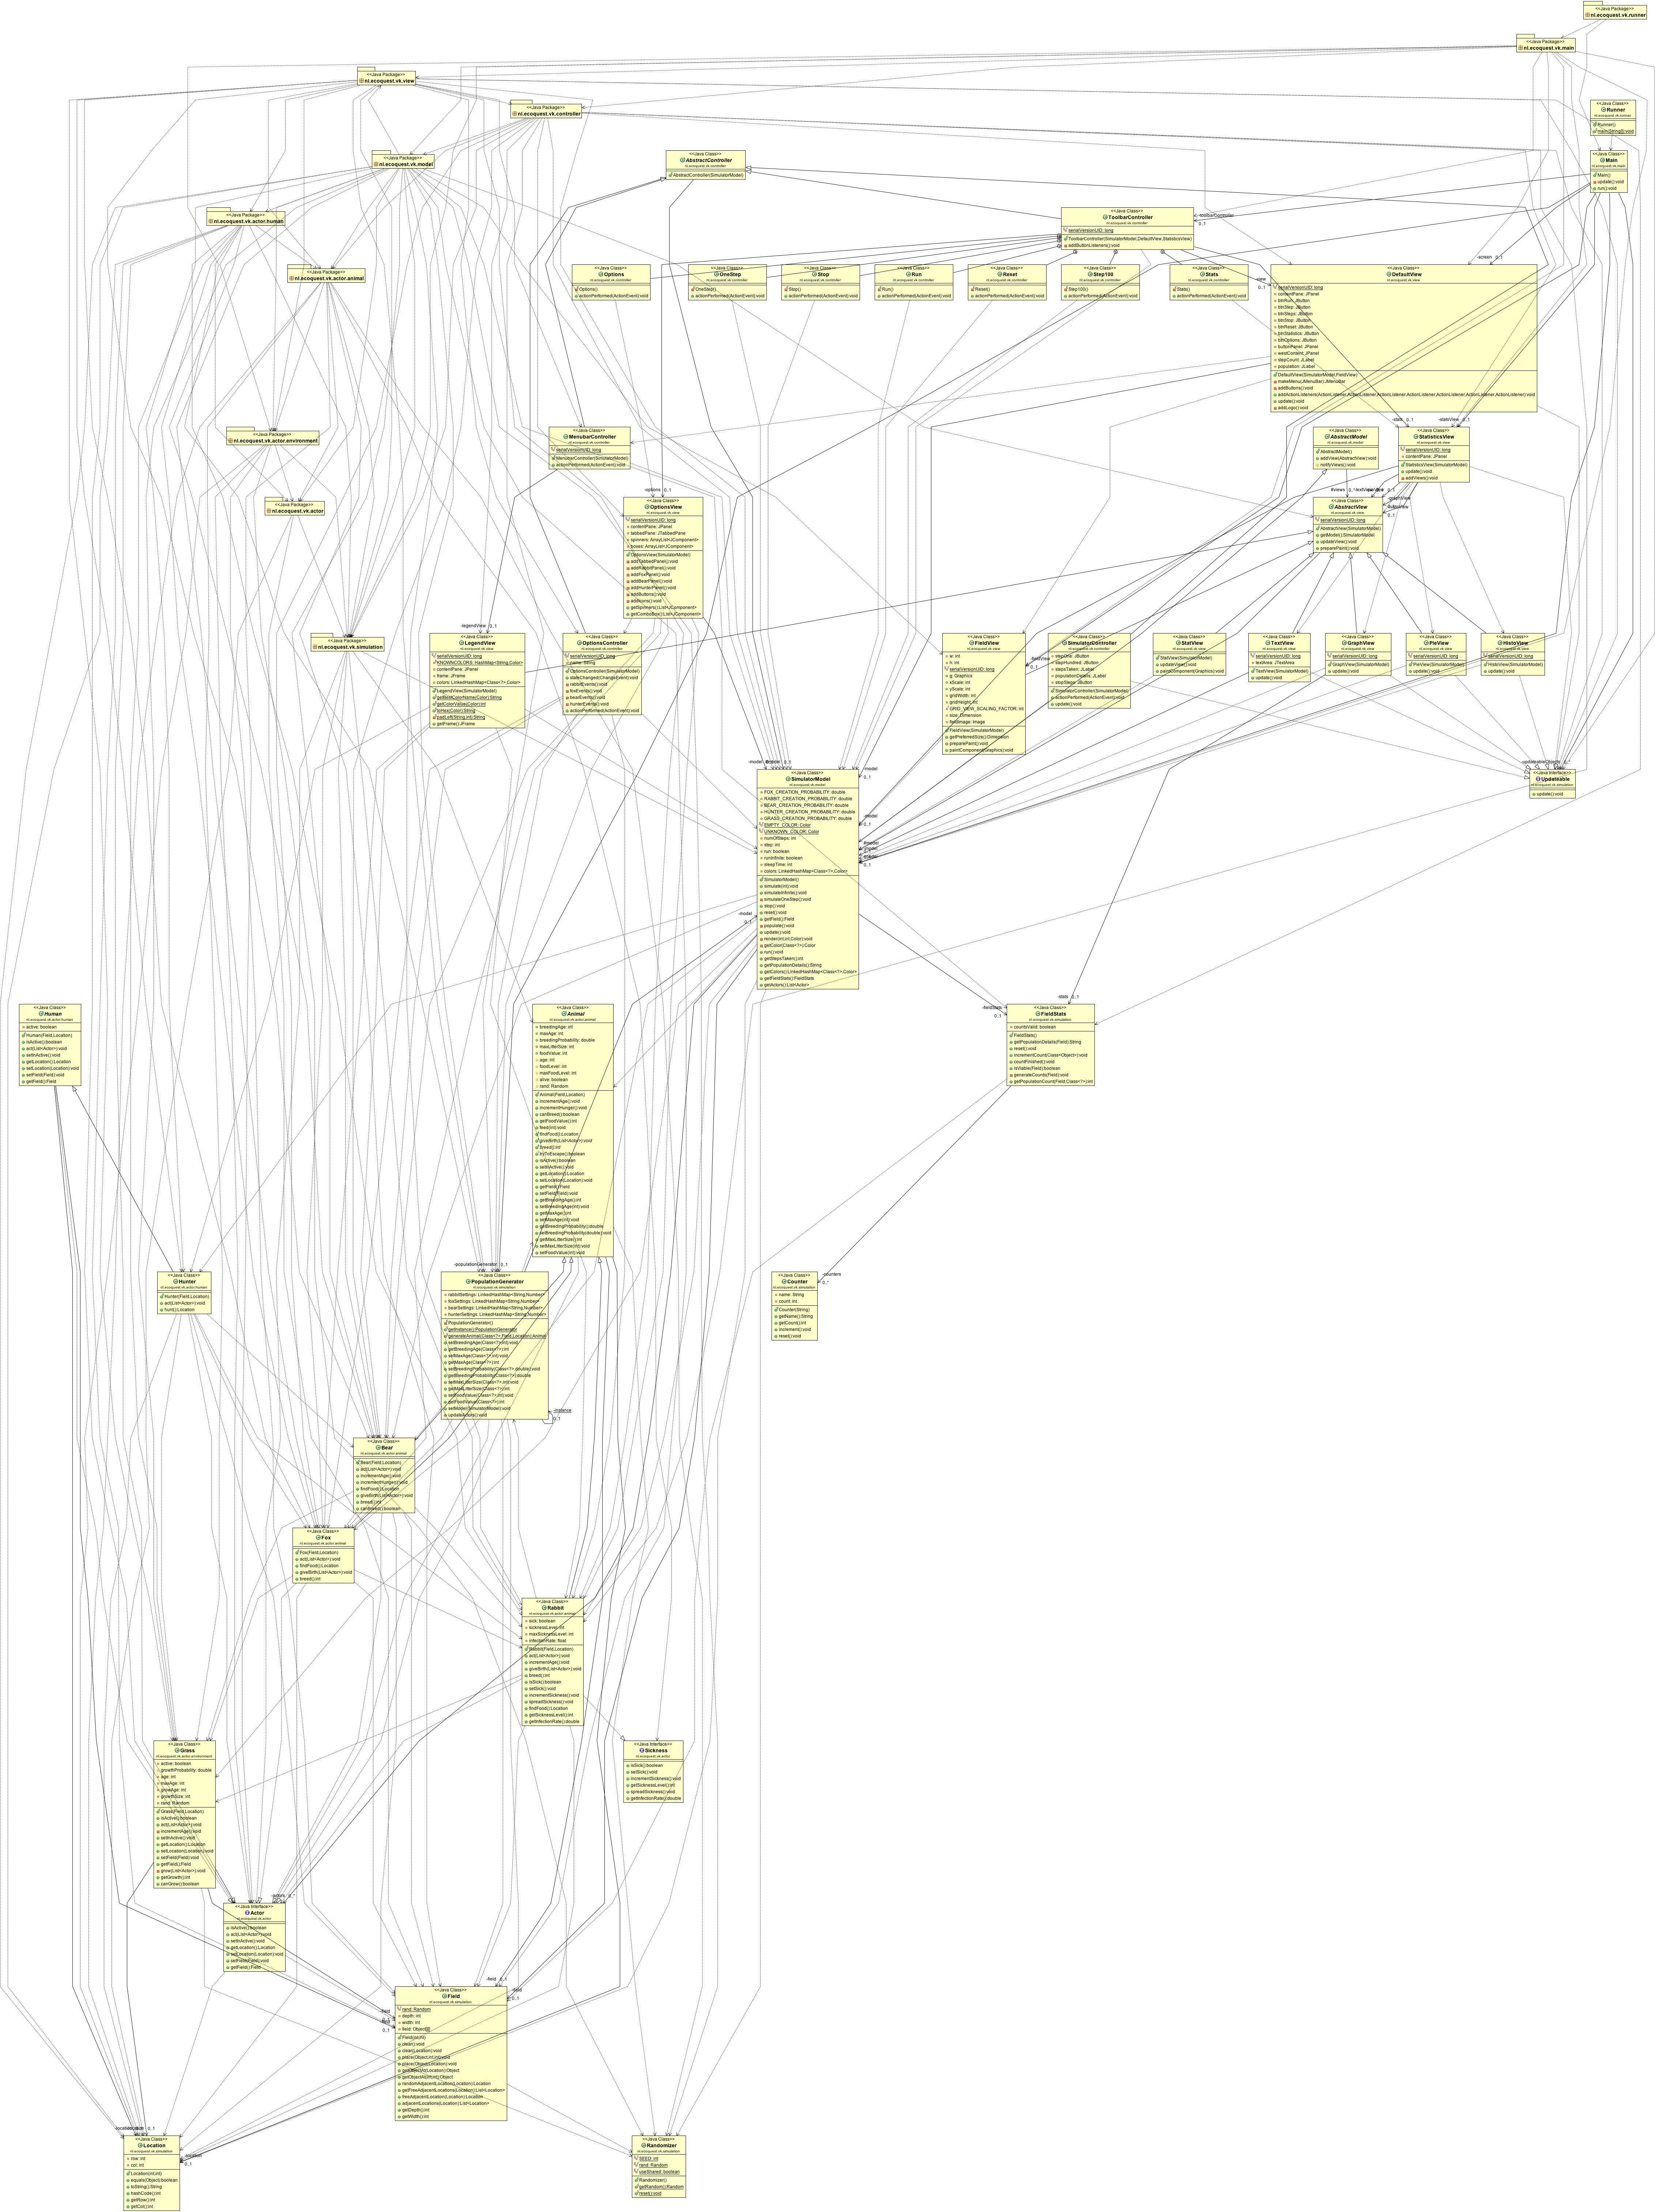 <<Java Package>>
nl.ecoquest.vk.runner
<<Java Package>>
nl.ecoquest.vk.main
<<Java Package>>
nl.ecoquest.vk.view
<<Java Package>>
nl.ecoquest.vk.controller
<<Java Class>>
Runner
nl.ecoquest.vk.runner
Runner()
main(String[]):void
<<Java Package>>
nl.ecoquest.vk.model
<<Java Class>>
AbstractController
nl.ecoquest.vk.controller
AbstractController(SimulatorModel)
<<Java Class>>
Main
nl.ecoquest.vk.main
Main()
update():void
run():void
<<Java Package>>
nl.ecoquest.vk.actor.human
<<Java Class>>
ToolbarController
nl.ecoquest.vk.controller
serialVersionUID: long
ToolbarController(SimulatorModel,DefaultView,StatisticsView)
addButtonListeners():void
-toolbarController
0..1
<<Java Package>>
nl.ecoquest.vk.actor.animal
<<Java Class>>
Options
nl.ecoquest.vk.controller
Options()
actionPerformed(ActionEvent):void
<<Java Class>>
OneStep
nl.ecoquest.vk.controller
OneStep()
actionPerformed(ActionEvent):void
<<Java Class>>
Stop
nl.ecoquest.vk.controller
Stop()
actionPerformed(ActionEvent):void
<<Java Class>>
Run
nl.ecoquest.vk.controller
Run()
actionPerformed(ActionEvent):void
<<Java Class>>
Reset
nl.ecoquest.vk.controller
Reset()
actionPerformed(ActionEvent):void
<<Java Class>>
Step100
nl.ecoquest.vk.controller
Step100()
actionPerformed(ActionEvent):void
<<Java Class>>
Stats
nl.ecoquest.vk.controller
Stats()
actionPerformed(ActionEvent):void
-view
0..1
-screen 0..1
<<Java Class>>
DefaultView
nl.ecoquest.vk.view
serialVersionUID: long
contentPane: JPanel
btnRun: JButton
btnStep: JButton
btnSteps: JButton
btnStop: JButton
btnReset: JButton
btnStatistics: JButton
btnOptions: JButton
buttonPanel: JPanel
westContent: JPanel
stepCount: JLabel
population: JLabel
DefaultView(SimulatorModel,FieldView)
makeMenu(JMenuBar):JMenuBar
addButtons():void
addActionListeners(ActionListener,ActionListener,ActionListener,ActionListener,ActionListener,ActionListener,ActionListener):void
update():void
addLogo():void
<<Java Package>>
nl.ecoquest.vk.actor.environment
<<Java Class>>
MenubarController
nl.ecoquest.vk.controller
serialVersionUID: long
MenubarController(SimulatorModel)
actionPerformed(ActionEvent):void
<<Java Class>>
AbstractModel
nl.ecoquest.vk.model
AbstractModel()
addView(AbstractView):void
notifyViews():void
-stats 0..1
-statsView 0..1
<<Java Class>>
StatisticsView
nl.ecoquest.vk.view
serialVersionUID: long
contentPane: JPanel
StatisticsView(SimulatorModel)
update():void
addViews():void
<<Java Package>>
nl.ecoquest.vk.actor
-options 0..1
<<Java Class>>
OptionsView
nl.ecoquest.vk.view
serialVersionUID: long
contentPane: JPanel
tabbedPane: JTabbedPane
spinners: ArrayList<JComponent>
boxes: ArrayList<JComponent>
OptionsView(SimulatorModel)
addTabbedPanel():void
addRabbitPanel():void
addFoxPanel():void
addBearPanel():void
addHunterPanel():void
addButtons():void
addIcons():void
getSpinners():List<JComponent>
getComboBox():List<JComponent>
-graphView
0..1
<<Java Class>>
AbstractView
nl.ecoquest.vk.view
serialVersionUID: long
AbstractView(SimulatorModel)
getModel():SimulatorModel
updateView():void
preparePaint():void
<<Java Package>>
nl.ecoquest.vk.simulation
-legendView 0..1
<<Java Class>>
LegendView
nl.ecoquest.vk.view
serialVersionUID: long
KNOWNCOLORS: HashMap<String,Color>
contentPane: JPanel
frame: JFrame
colors: LinkedHashMap<Class<?>,Color>
LegendView(SimulatorModel)
getBestColorName(Color):String
getColorValue(Color):int
toHex(Color):String
padLeft(String,int):String
getFrame():JFrame
<<Java Class>>
OptionsController
nl.ecoquest.vk.controller
serialVersionUID: long
name: String
OptionsController(SimulatorModel)
stateChanged(ChangeEvent):void
rabbitEvents():void
foxEvents():void
bearEvents():void
hunterEvents():void
actionPerformed(ActionEvent):void
<<Java Class>>
FieldView
nl.ecoquest.vk.view
w: int
h: int
serialVersionUID: long
g: Graphics
xScale: int
yScale: int
gridWidth: int
gridHeight: int
GRID_VIEW_SCALING_FACTOR: int
size: Dimension
fieldImage: Image
FieldView(SimulatorModel)
getPreferredSize():Dimension
preparePaint():void
paintComponent(Graphics):void
-fieldView
0..1
<<Java Class>>
SimulatorController
nl.ecoquest.vk.controller
stepOne: JButton
stepHundred: JButton
stepsTaken: JLabel
populationDetails: JLabel
stopSteps: JButton
SimulatorController(SimulatorModel)
actionPerformed(ActionEvent):void
update():void
<<Java Class>>
StatView
nl.ecoquest.vk.view
StatView(SimulatorModel)
updateView():void
paintComponent(Graphics):void
<<Java Class>>
TextView
nl.ecoquest.vk.view
serialVersionUID: long
textArea: JTextArea
TextView(SimulatorModel)
update():void
<<Java Class>>
GraphView
nl.ecoquest.vk.view
serialVersionUID: long
GraphView(SimulatorModel)
update():void
<<Java Class>>
PieView
nl.ecoquest.vk.view
serialVersionUID: long
PieView(SimulatorModel)
update():void
<<Java Class>>
HistoView
nl.ecoquest.vk.view
serialVersionUID: long
HistoView(SimulatorModel)
update():void
-updateableObjects 0..*
<<Java Interface>>
Updateable
nl.ecoquest.vk.simulation
update():void
-model
0..1
<<Java Class>>
SimulatorModel
nl.ecoquest.vk.model
FOX_CREATION_PROBABILITY: double
RABBIT_CREATION_PROBABILITY: double
BEAR_CREATION_PROBABILITY: double
HUNTER_CREATION_PROBABILITY: double
GRASS_CREATION_PROBABILITY: double
EMPTY_COLOR: Color
UNKNOWN_COLOR: Color
numOfSteps: int
step: int
run: boolean
runInfinite: boolean
sleepTime: int
colors: LinkedHashMap<Class<?>,Color>
SimulatorModel()
simulate(int):void
simulateInfinite():void
simulateOneStep():void
stop():void
reset():void
getField():Field
populate():void
update():void
render(int,int,Color):void
getColor(Class<?>):Color
run():void
getStepsTaken():int
getPopulationDetails():String
getColors():LinkedHashMap<Class<?>,Color>
getFieldStats():FieldStats
getActors():List<Actor>
-model
0..1
<<Java Class>>
Human
nl.ecoquest.vk.actor.human
active: boolean
Human(Field,Location)
isActive():boolean
act(List<Actor>):void
setInActive():void
getLocation():Location
setLocation(Location):void
setField(Field):void
getField():Field
<<Java Class>>
Animal
nl.ecoquest.vk.actor.animal
breedingAge: int
maxAge: int
breedingProbability: double
maxLitterSize: int
foodValue: int
age: int
foodLevel: int
maxFoodLevel: int
alive: boolean
rand: Random
Animal(Field,Location)
incrementAge():void
incrementHunger():void
canBreed():boolean
getFoodValue():int
feed(int):void
findFood():Location
giveBirth(List<Actor>):void
breed():int
tryToEscape():boolean
isActive():boolean
setInActive():void
getLocation():Location
setLocation(Location):void
getField():Field
setField(Field):void
getBreedingAge():int
setBreedingAge(int):void
getMaxAge():int
setMaxAge(int):void
getBreedingProbability():double
setBreedingProbability(double):void
getMaxLitterSize():int
setMaxLitterSize(int):void
setFoodValue(int):void
-fieldStats
0..1
-stats 0..1
<<Java Class>>
FieldStats
nl.ecoquest.vk.simulation
countsValid: boolean
FieldStats()
getPopulationDetails(Field):String
reset():void
incrementCount(Class<Object>):void
countFinished():void
isViable(Field):boolean
generateCounts(Field):void
getPopulationCount(Field,Class<?>):int
<<Java Class>>
Hunter
nl.ecoquest.vk.actor.human
Hunter(Field,Location)
act(List<Actor>):void
hunt():Location
-populationGenerator 0..1
<<Java Class>>
PopulationGenerator
nl.ecoquest.vk.simulation
rabbitSettings: LinkedHashMap<String,Number>
foxSettings: LinkedHashMap<String,Number>
bearSettings: LinkedHashMap<String,Number>
hunterSettings: LinkedHashMap<String,Number>
PopulationGenerator()
getInstance():PopulationGenerator
generateAnimal(Class<?>,Field,Location):Animal
setBreedingAge(Class<?>,int):void
getBreedingAge(Class<?>):int
setMaxAge(Class<?>,int):void
getMaxAge(Class<?>):int
setBreedingProbability(Class<?>,double):void
getBreedingProbability(Class<?>):double
setMaxLitterSize(Class<?>,int):void
getMaxLitterSize(Class<?>):int
setFoodValue(Class<?>,int):void
getFoodValue(Class<?>):int
setModel(SimulatorModel):void
updateActors():void
-instance
0..1
-counters
0..*
<<Java Class>>
Counter
nl.ecoquest.vk.simulation
name: String
count: int
Counter(String)
getName():String
getCount():int
increment():void
reset():void
<<Java Class>>
Bear
nl.ecoquest.vk.actor.animal
Bear(Field,Location)
act(List<Actor>):void
incrementAge():void
incrementHunger():void
findFood():Location
giveBirth(List<Actor>):void
breed():int
canBreed():boolean
<<Java Class>>
Fox
nl.ecoquest.vk.actor.animal
Fox(Field,Location)
act(List<Actor>):void
findFood():Location
giveBirth(List<Actor>):void
breed():int
<<Java Class>>
Rabbit
nl.ecoquest.vk.actor.animal
sick: boolean
sicknessLevel: int
maxSicknessLevel: int
infectionRate: float
Rabbit(Field,Location)
act(List<Actor>):void
incrementAge():void
giveBirth(List<Actor>):void
breed():int
isSick():boolean
setSick():void
incrementSickness():void
spreadSickness():void
findFood():Location
getSicknessLevel():int
getInfectionRate():double
<<Java Class>>
Grass
nl.ecoquest.vk.actor.environment
active: boolean
growthProbability: double
age: int
maxAge: int
growAge: int
growthSize: int
rand: Random
Grass(Field,Location)
isActive():boolean
act(List<Actor>):void
incrementAge():void
setInActive():void
getLocation():Location
setLocation(Location):void
setField(Field):void
getField():Field
grow(List<Actor>):void
getGrowth():int
canGrow():boolean
<<Java Interface>>
Sickness
nl.ecoquest.vk.actor
isSick():boolean
setSick():void
incrementSickness():void
getSicknessLevel():int
spreadSickness():void
getInfectionRate():double
-actors 0..*
<<Java Interface>>
Actor
nl.ecoquest.vk.actor
isActive():boolean
act(List<Actor>):void
setInActive():void
getLocation():Location
setLocation(Location):void
setField(Field):void
getField():Field
-field 0..1
-field
0..1
<<Java Class>>
Field
nl.ecoquest.vk.simulation
rand: Random
depth: int
width: int
field: Object[][]
Field(int,int)
clear():void
clear(Location):void
place(Object,int,int):void
place(Object,Location):void
getObjectAt(Location):Object
getObjectAt(int,int):Object
randomAdjacentLocation(Location):Location
getFreeAdjacentLocations(Location):List<Location>
freeAdjacentLocation(Location):Location
adjacentLocations(Location):List<Location>
getDepth():int
getWidth():int
-location
0..1
<<Java Class>>
Location
nl.ecoquest.vk.simulation
row: int
col: int
Location(int,int)
equals(Object):boolean
toString():String
hashCode():int
getRow():int
getCol():int
<<Java Class>>
Randomizer
nl.ecoquest.vk.simulation
SEED: int
rand: Random
useShared: boolean
Randomizer()
getRandom():Random
reset():void